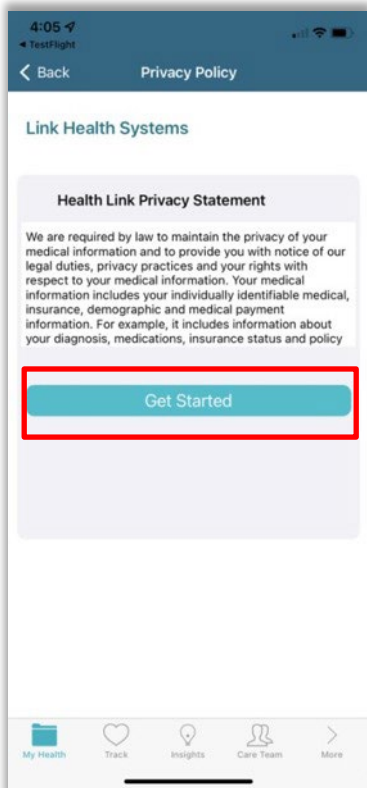 4:05
◀ TestFlight
Back
Privacy Policy
Link Health Systems
Health Link Privacy Statement
We are required by law to maintain the privacy of your
medical information and to provide you with notice of our
legal duties, privacy practices and your rights with
respect to your medical information. Your medical
information includes your individually identifiable medical,
insurance, demographic and medical payment
information. For example, it includes information about
your diagnosis, medications, insurance status and policy
Get Started
My Health
Track
Insights
Care Team
More